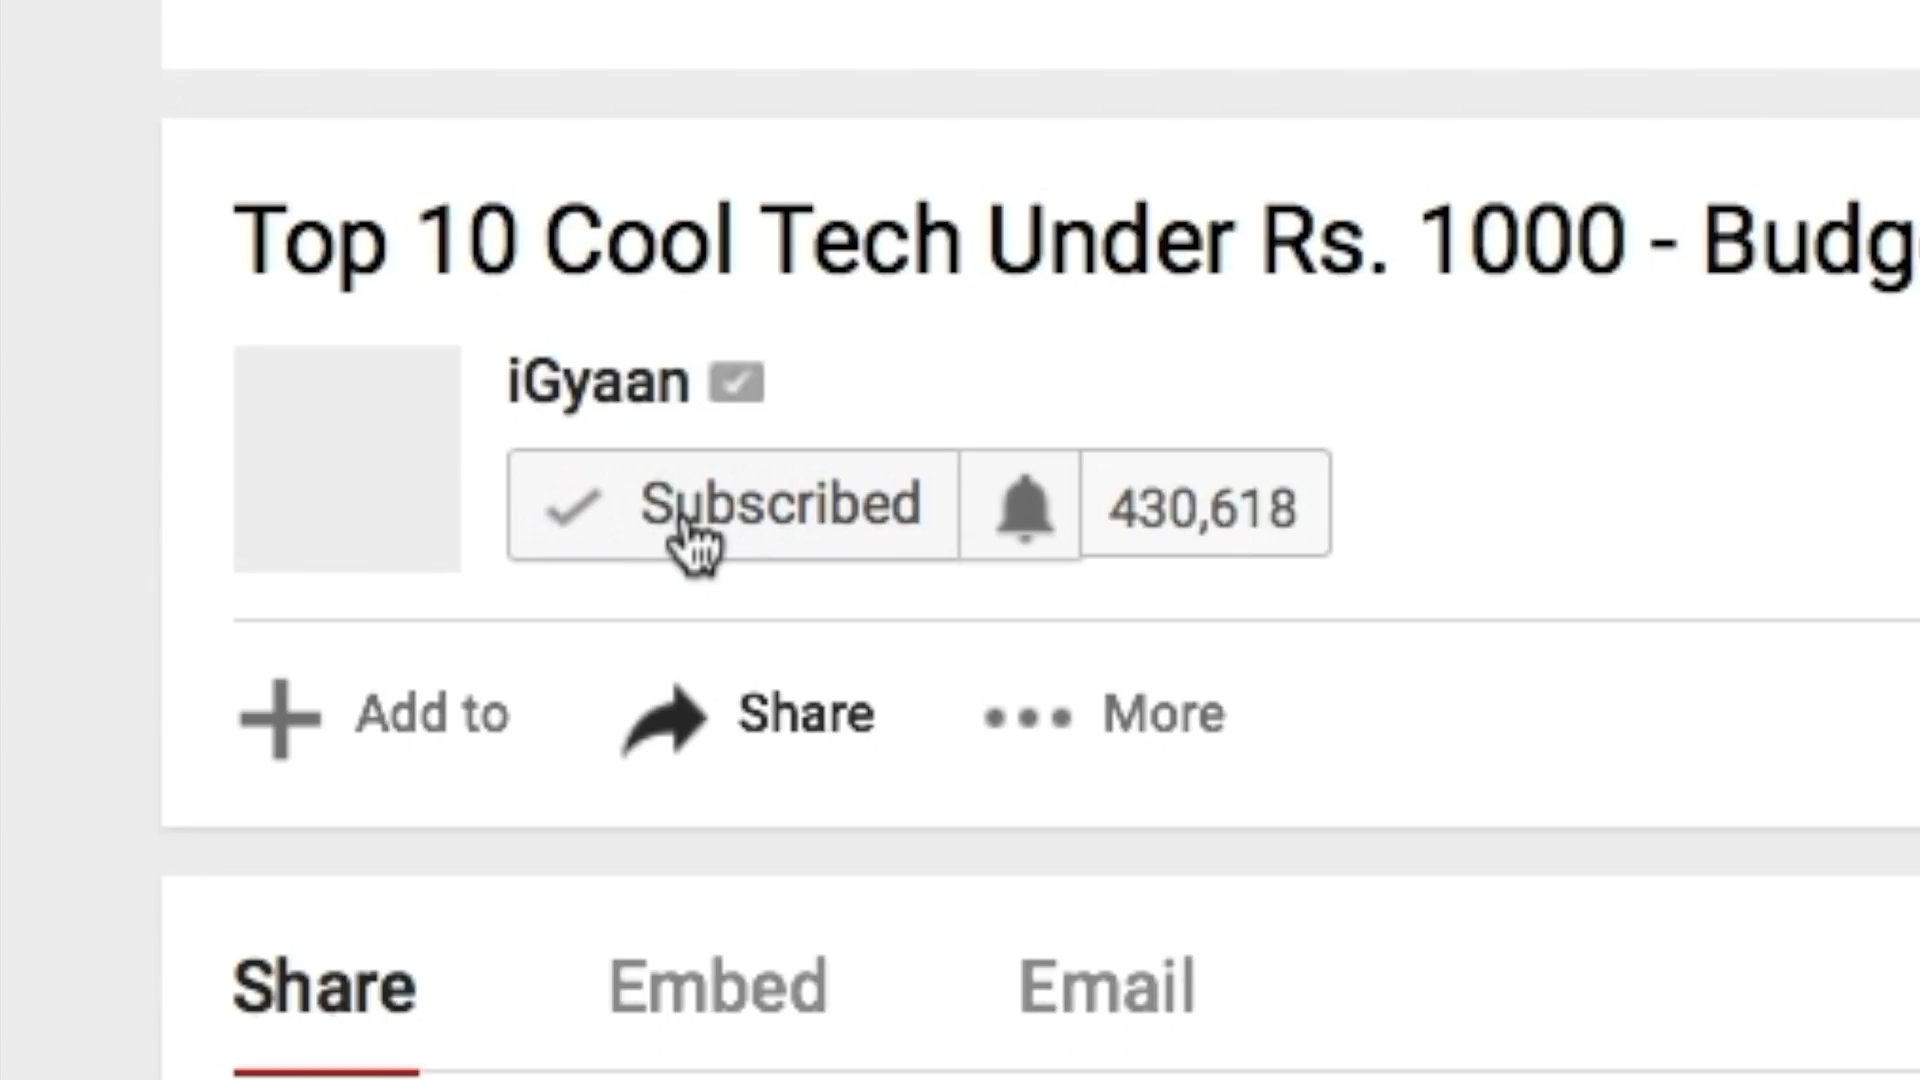 Top 10 Cool Tech Under Rs. 1000 - Budg
iGyaan
Subscribed 430,618
Add to Share More
Share Embed Email